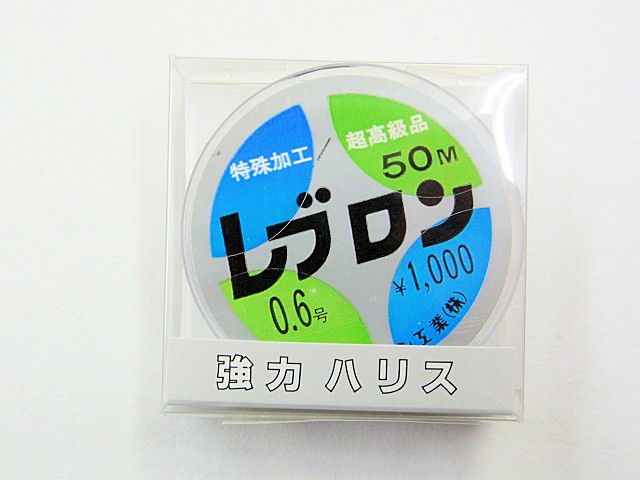 特殊加工
超高級品
50M
レブロン
0.6号
¥1,000
工業(株)
強力 ハリス